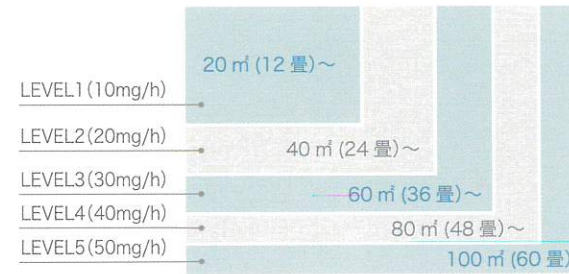 20㎡(12畳)～
LEVEL1(10mg/h)
LEVEL2(20mg/h)
40㎡(24畳)～
LEVEL3(30mg/h)
60㎡(36畳)～
LEVEL4(40mg/h)
80㎡(48畳)～
LEVEL5(50mg/h)
100㎡(60畳)